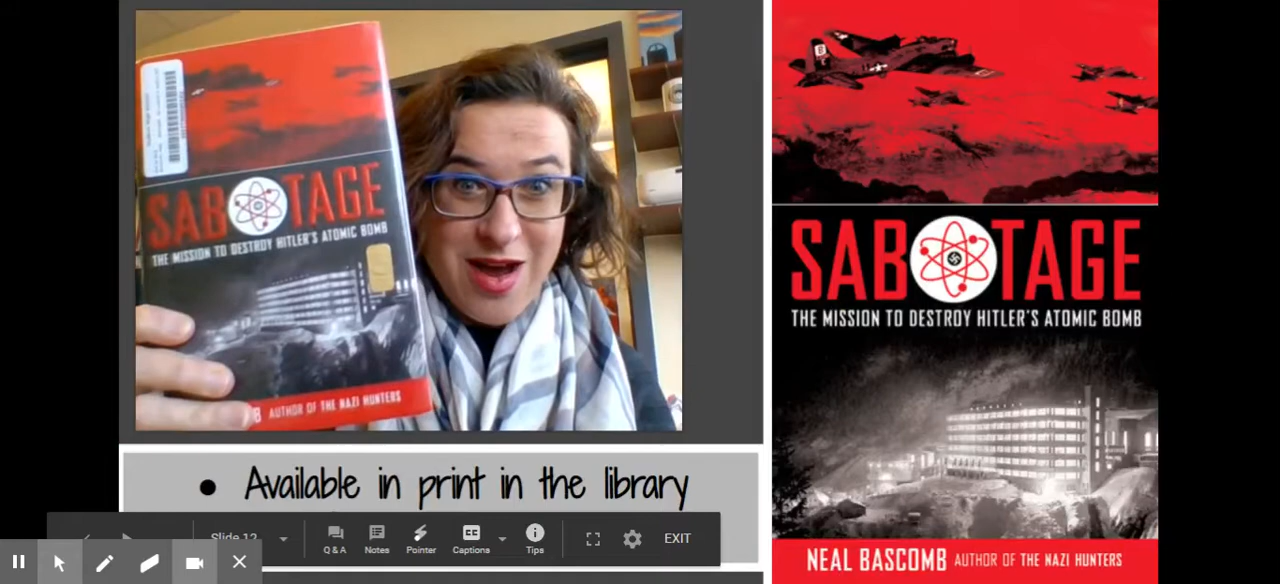 SABOTAGE
THE MISSION TO DESTROY HITLER'S ATOMIC BOMB
AUTHOR OF THE NAZI HUNTERS
SABOTAGE
THE MISSION TO DESTROY HITLER'S ATOMIC BOMB
NEAL BASCOMB AUTHOR OF THE NAZI HUNTERS
• Available in print in the library
Slide 12
Q & A
Notes
Pointer
CC
Captions
Tips
EXIT